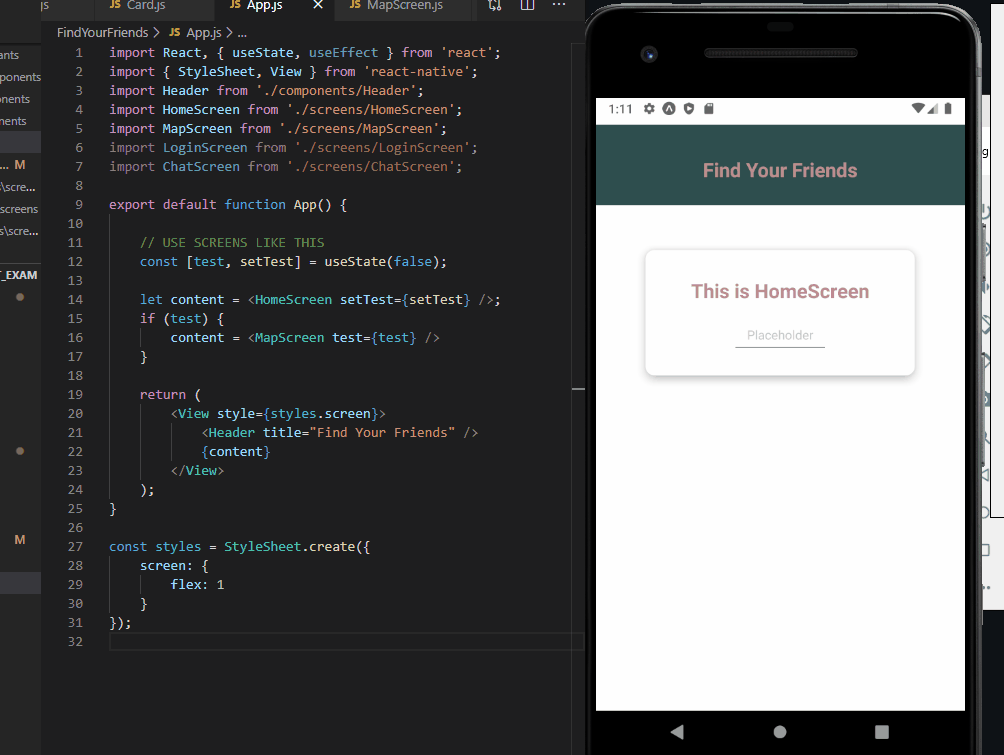 js
JS Card.js
JS App.js
JS MapScreen.js
FindYourFriends > JS App.js > ...
ants
ponents
onents
nents
... M
s\scre...
screens
s\scre...
T_EXAM
M
1 import React, { useState, useEffect } from 'react';
2 import { StyleSheet, View } from 'react-native';
3 import Header from './components/Header';
4 import HomeScreen from './screens/HomeScreen';
5 import MapScreen from './screens/MapScreen';
6 import LoginScreen from './screens/LoginScreen';
7 import ChatScreen from './screens/ChatScreen';
8
9 export default function App() {
10
11 // USE SCREENS LIKE THIS
12 const [test, setTest] = useState(false);
13
14 let content = <HomeScreen setTest={setTest} />;
15 if (test) {
16 content = <MapScreen test={test} />
17 }
18
19 return (
20 <View style={styles.screen}>
21 <Header title="Find Your Friends" />
22 {content}
23 </View>
24 );
25 }
26
27 const styles = StyleSheet.create({
28 screen: {
29 flex: 1
30 }
31 });
32
1:11
Find Your Friends
This is HomeScreen
Placeholder